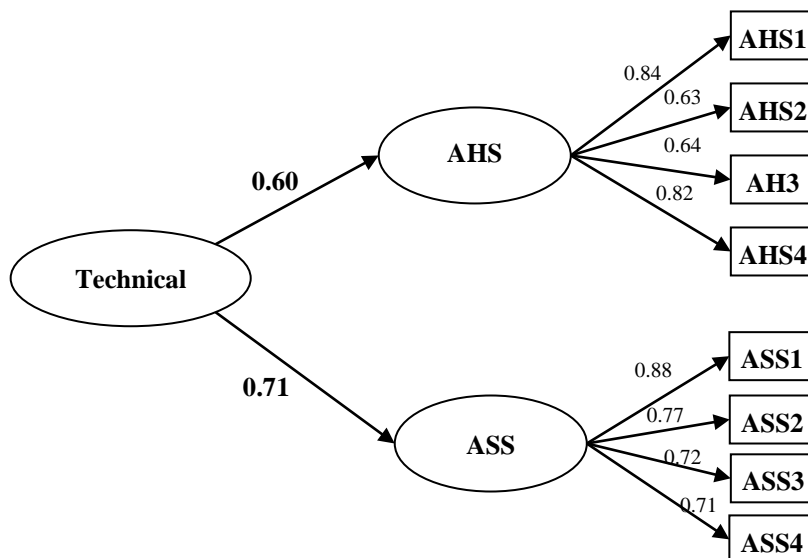 AHS1
0.84
0.63
AHS2
AHS
0.64
AH3
0.60
0.82
AHS4
Technical
ASS1
0.88
0.71
0.77
ASS2
ASS
0.72
ASS3
0.71
ASS4